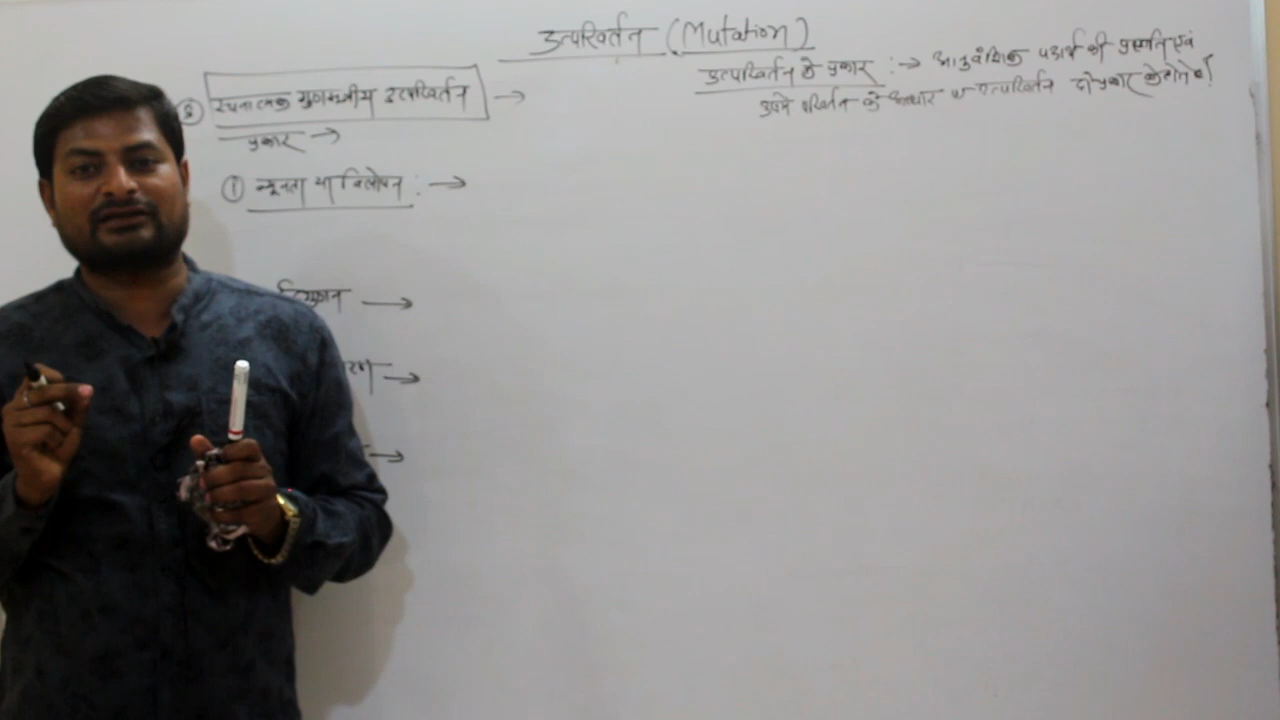 उत्परिवर्तन (Mutation)
उत्परिवर्तन के प्रकार :→ आनुवंशिक पदार्थ की प्रकृति एवं
उसमें परिवर्तन के आधार पर उत्परिवर्तन दो प्रकार के होते हैं!
② रचनात्मक गुणसूत्रीय उत्परिवर्तन →
प्रकार →
① न्यूनता या विलोपन : →
→
→
→